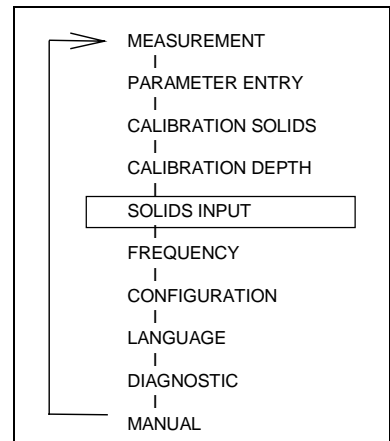 MEASUREMENT
PARAMETER ENTRY
CALIBRATION SOLIDS
CALIBRATION DEPTH
SOLIDS INPUT
FREQUENCY
CONFIGURATION
LANGUAGE
DIAGNOSTIC
MANUAL